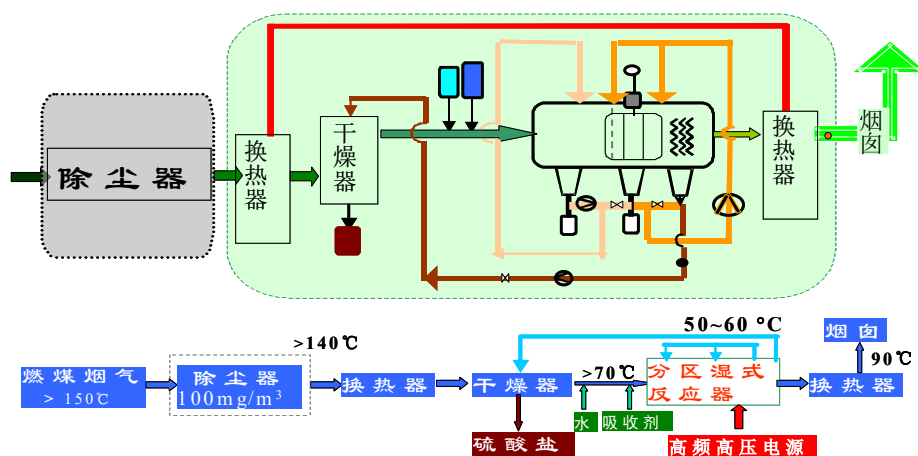 除尘器
换热器
干燥器
换热器
烟囱
50~60 °C
烟囱
>140℃
90℃
燃煤烟气
> 150℃
除尘器
100mg/m³
换热器
干燥器
>70℃
分区湿式
反应器
换热器
水
吸收剂
硫酸盐
高频高压电源